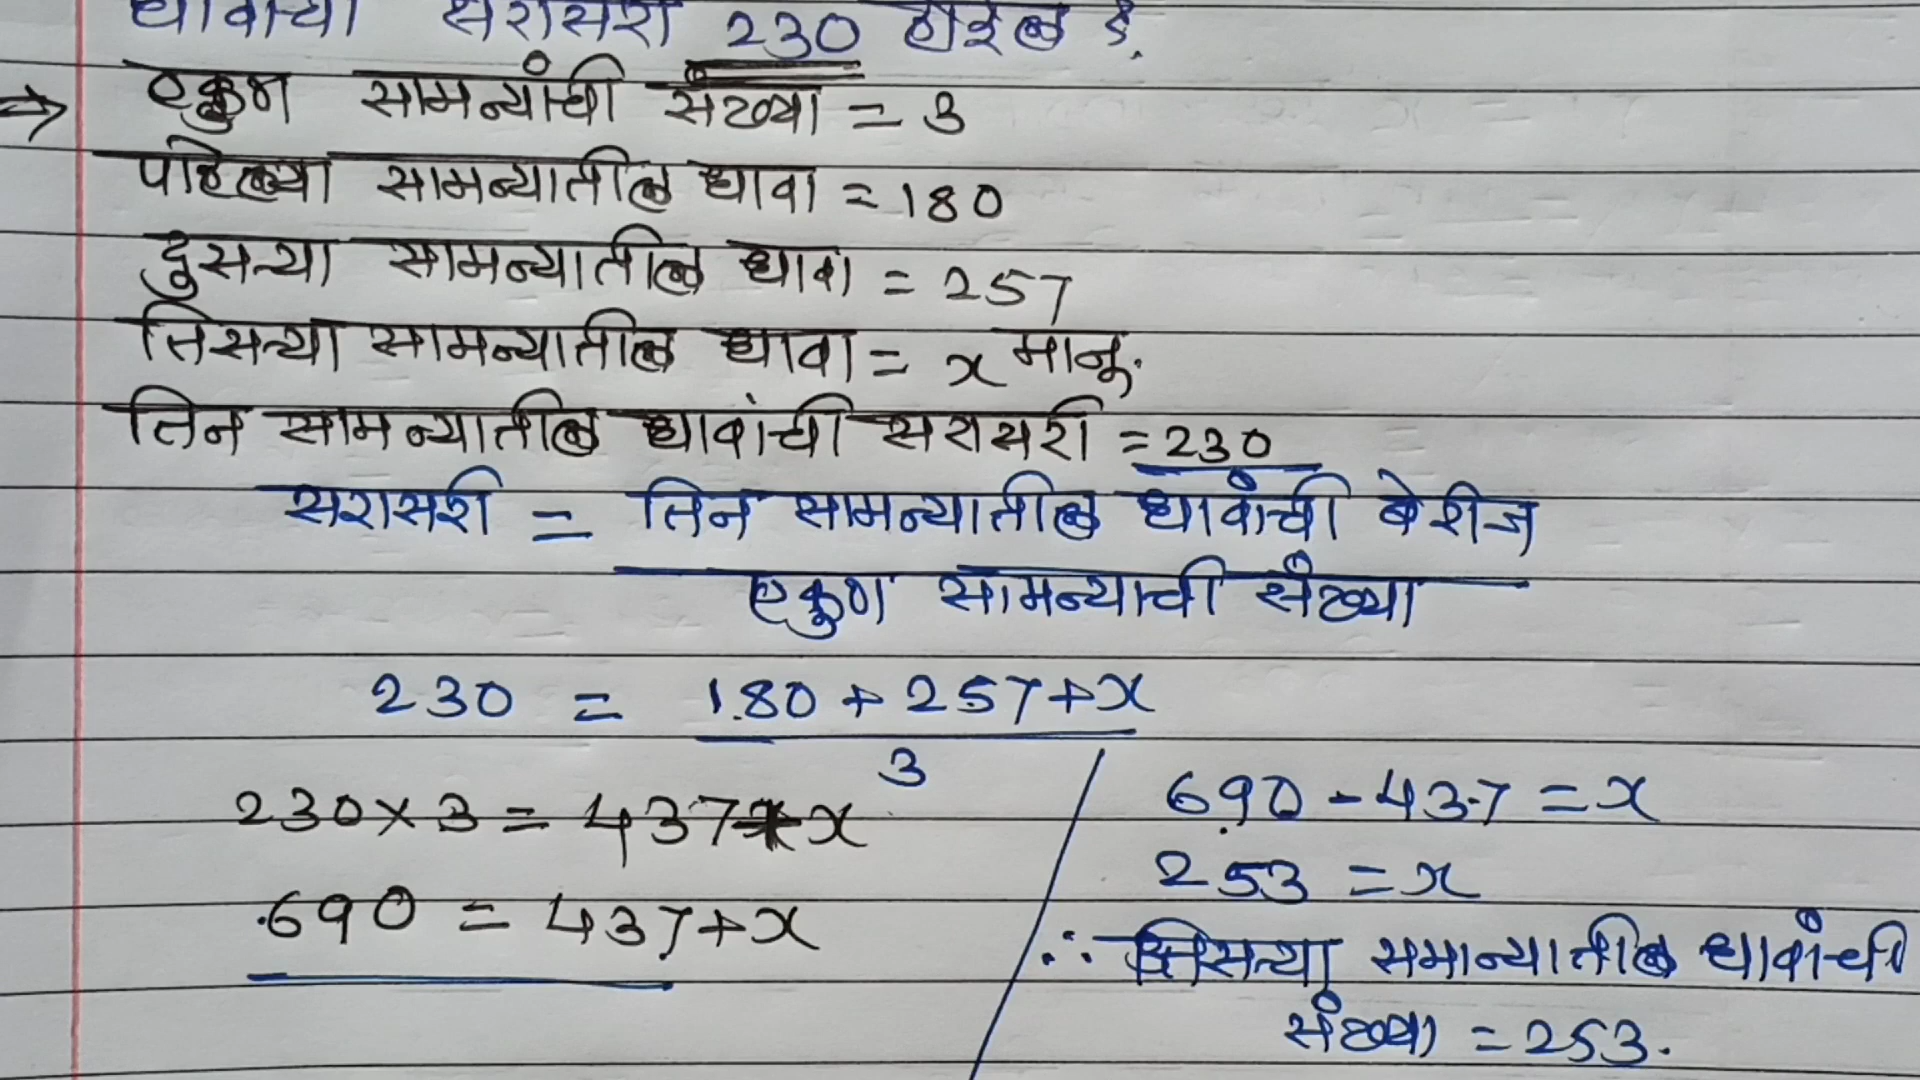 धावांची सरासरी 230 होईल ?
⇒ एकुण सामन्यांची संख्या = 3
पहिल्या सामन्यातील धावा = 180
दुसऱ्या सामन्यातील धावा = 257
तिसऱ्या सामन्यातील धावा = x मानू.
तिन सामन्यातील धावांची सरासरी = 230
सरासरी = तिन सामन्यातील धावांची बेरीज
एकुण सामन्याची संख्या
230 = 180 + 257 + x
3
230 × 3 = 437 + x
690 = 437 + x
690 - 437 = x
253 = x
∴ तिसऱ्या समान्यातील धावांची
संख्या = 253.